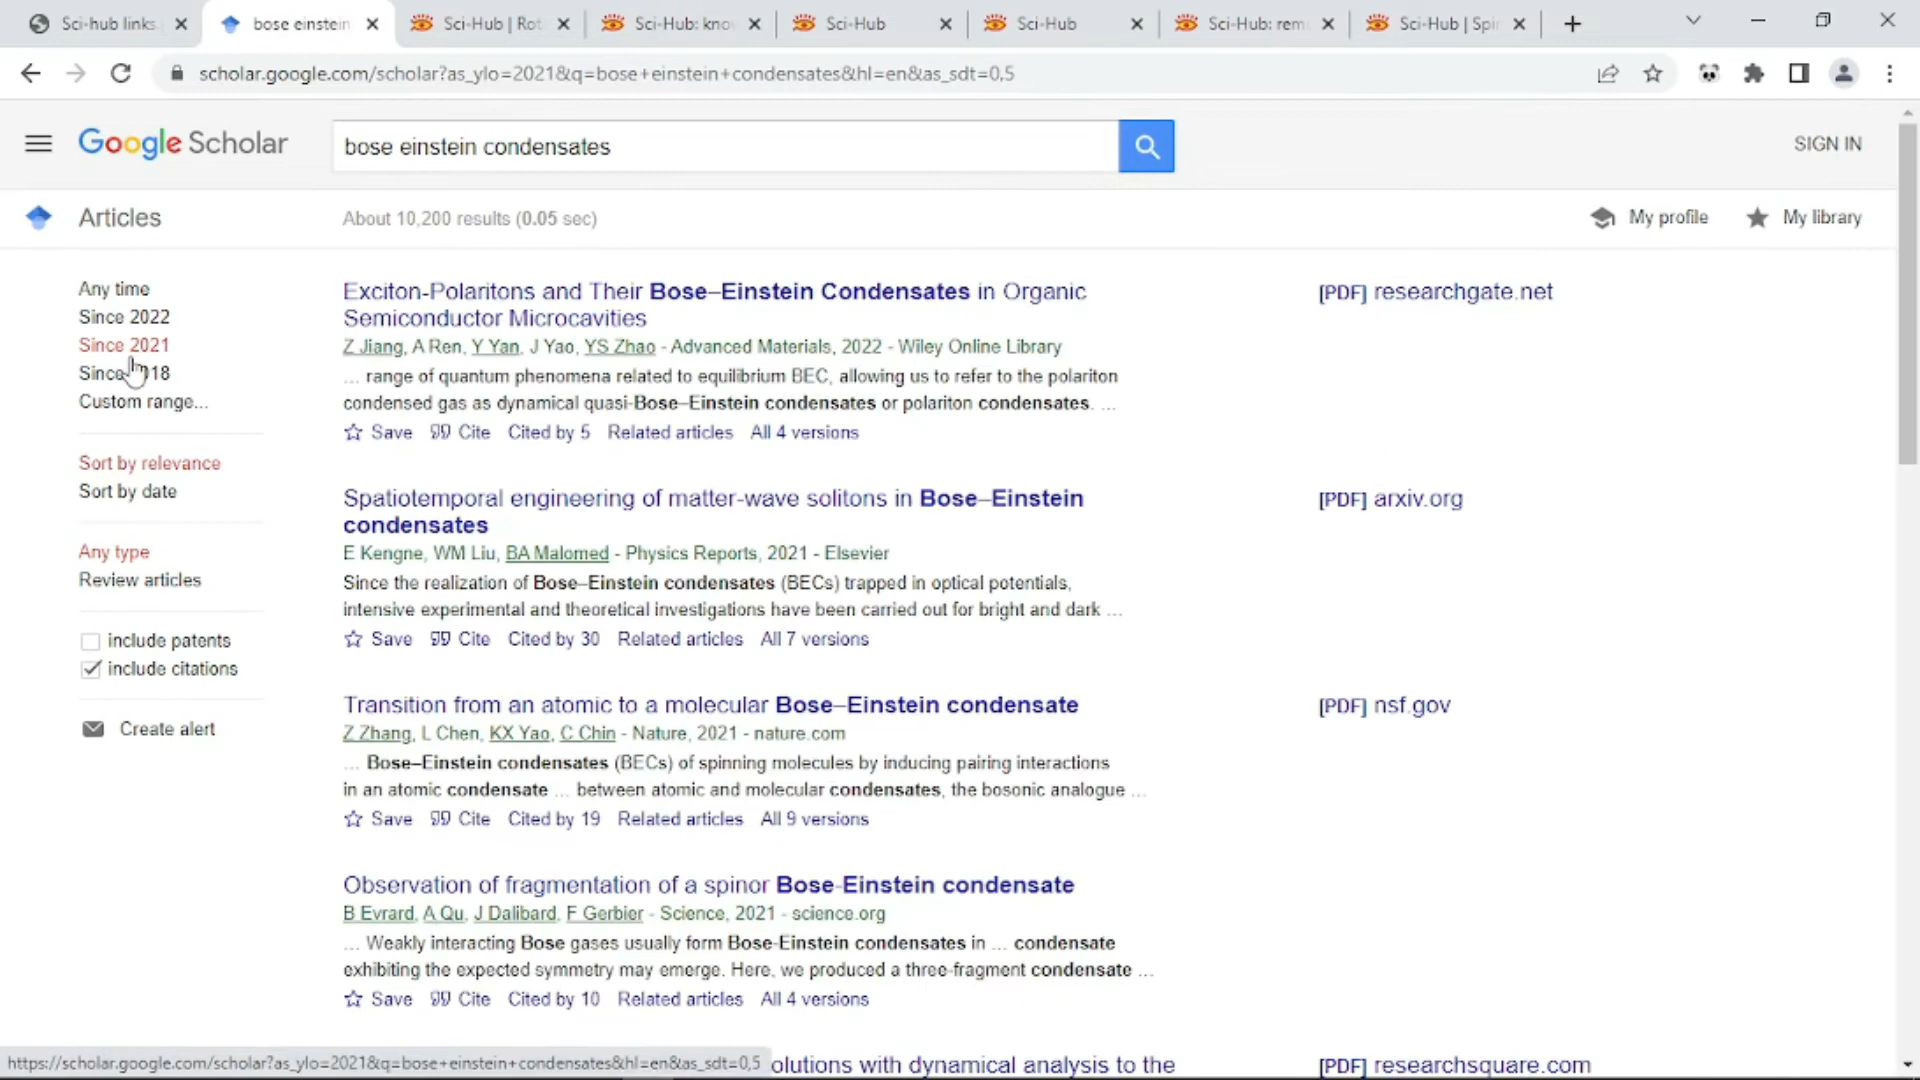 Sci-hub links
bose einstein
Sci-Hub | Rot
Sci-Hub: kno
Sci-Hub
Sci-Hub
Sci-Hub: rem
Sci-Hub | Spi
scholar.google.com/scholar?as_ylo=2021&q=bose+einstein+condensates&hl=en&as_sdt=0,5
Google Scholar
bose einstein condensates
SIGN IN
Articles
About 10,200 results (0.05 sec)
My profile
My library
Any time
Since 2022
Since 2021
Since 2018
Custom range...
Sort by relevance
Sort by date
Any type
Review articles
include patents
include citations
Create alert
Exciton-Polaritons and Their Bose–Einstein Condensates in Organic
Semiconductor Microcavities
Z Jiang, A Ren, Y Yan, J Yao, YS Zhao - Advanced Materials, 2022 - Wiley Online Library
... range of quantum phenomena related to equilibrium BEC, allowing us to refer to the polariton
condensed gas as dynamical quasi-Bose–Einstein condensates or polariton condensates. ...
Save Cite Cited by 5 Related articles All 4 versions
[PDF] researchgate.net
Spatiotemporal engineering of matter-wave solitons in Bose–Einstein
condensates
E Kengne, WM Liu, BA Malomed - Physics Reports, 2021 - Elsevier
Since the realization of Bose–Einstein condensates (BECs) trapped in optical potentials,
intensive experimental and theoretical investigations have been carried out for bright and dark ...
Save Cite Cited by 30 Related articles All 7 versions
[PDF] arxiv.org
Transition from an atomic to a molecular Bose–Einstein condensate
Z Zhang, L Chen, KX Yao, C Chin - Nature, 2021 - nature.com
... Bose–Einstein condensates (BECs) of spinning molecules by inducing pairing interactions
in an atomic condensate ... between atomic and molecular condensates, the bosonic analogue ...
Save Cite Cited by 19 Related articles All 9 versions
[PDF] nsf.gov
Observation of fragmentation of a spinor Bose-Einstein condensate
B Evrard, A Qu, J Dalibard, F Gerbier - Science, 2021 - science.org
... Weakly interacting Bose gases usually form Bose-Einstein condensates in ... condensate
exhibiting the expected symmetry may emerge. Here, we produced a three-fragment condensate ...
Save Cite Cited by 10 Related articles All 4 versions
https://scholar.google.com/scholar?as_ylo=2021&q=bose+einstein+condensates&hl=en&as_sdt=0,5
olutions with dynamical analysis to the
[PDF] researchsquare.com